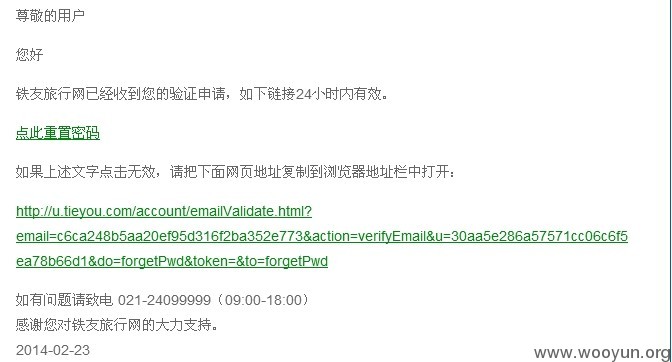 尊敬的用户
您好
铁友旅行网已经收到您的验证申请，如下链接24小时内有效。
点此重置密码
如果上述文字点击无效，请把下面网页地址复制到浏览器地址栏中打开：
http://u.tieyou.com/account/emailValidate.html?
email=c6ca248b5aa20ef95d316f2ba352e773&action=verifyEmail&u=30aa5e286a57571cc06c6f5
ea78b66d1&do=forgetPwd&token=&to=forgetPwd
如有问题请致电 021-24099999（09:00-18:00）
感谢您对铁友旅行网的大力支持。
2014-02-23
www.wooyun.org